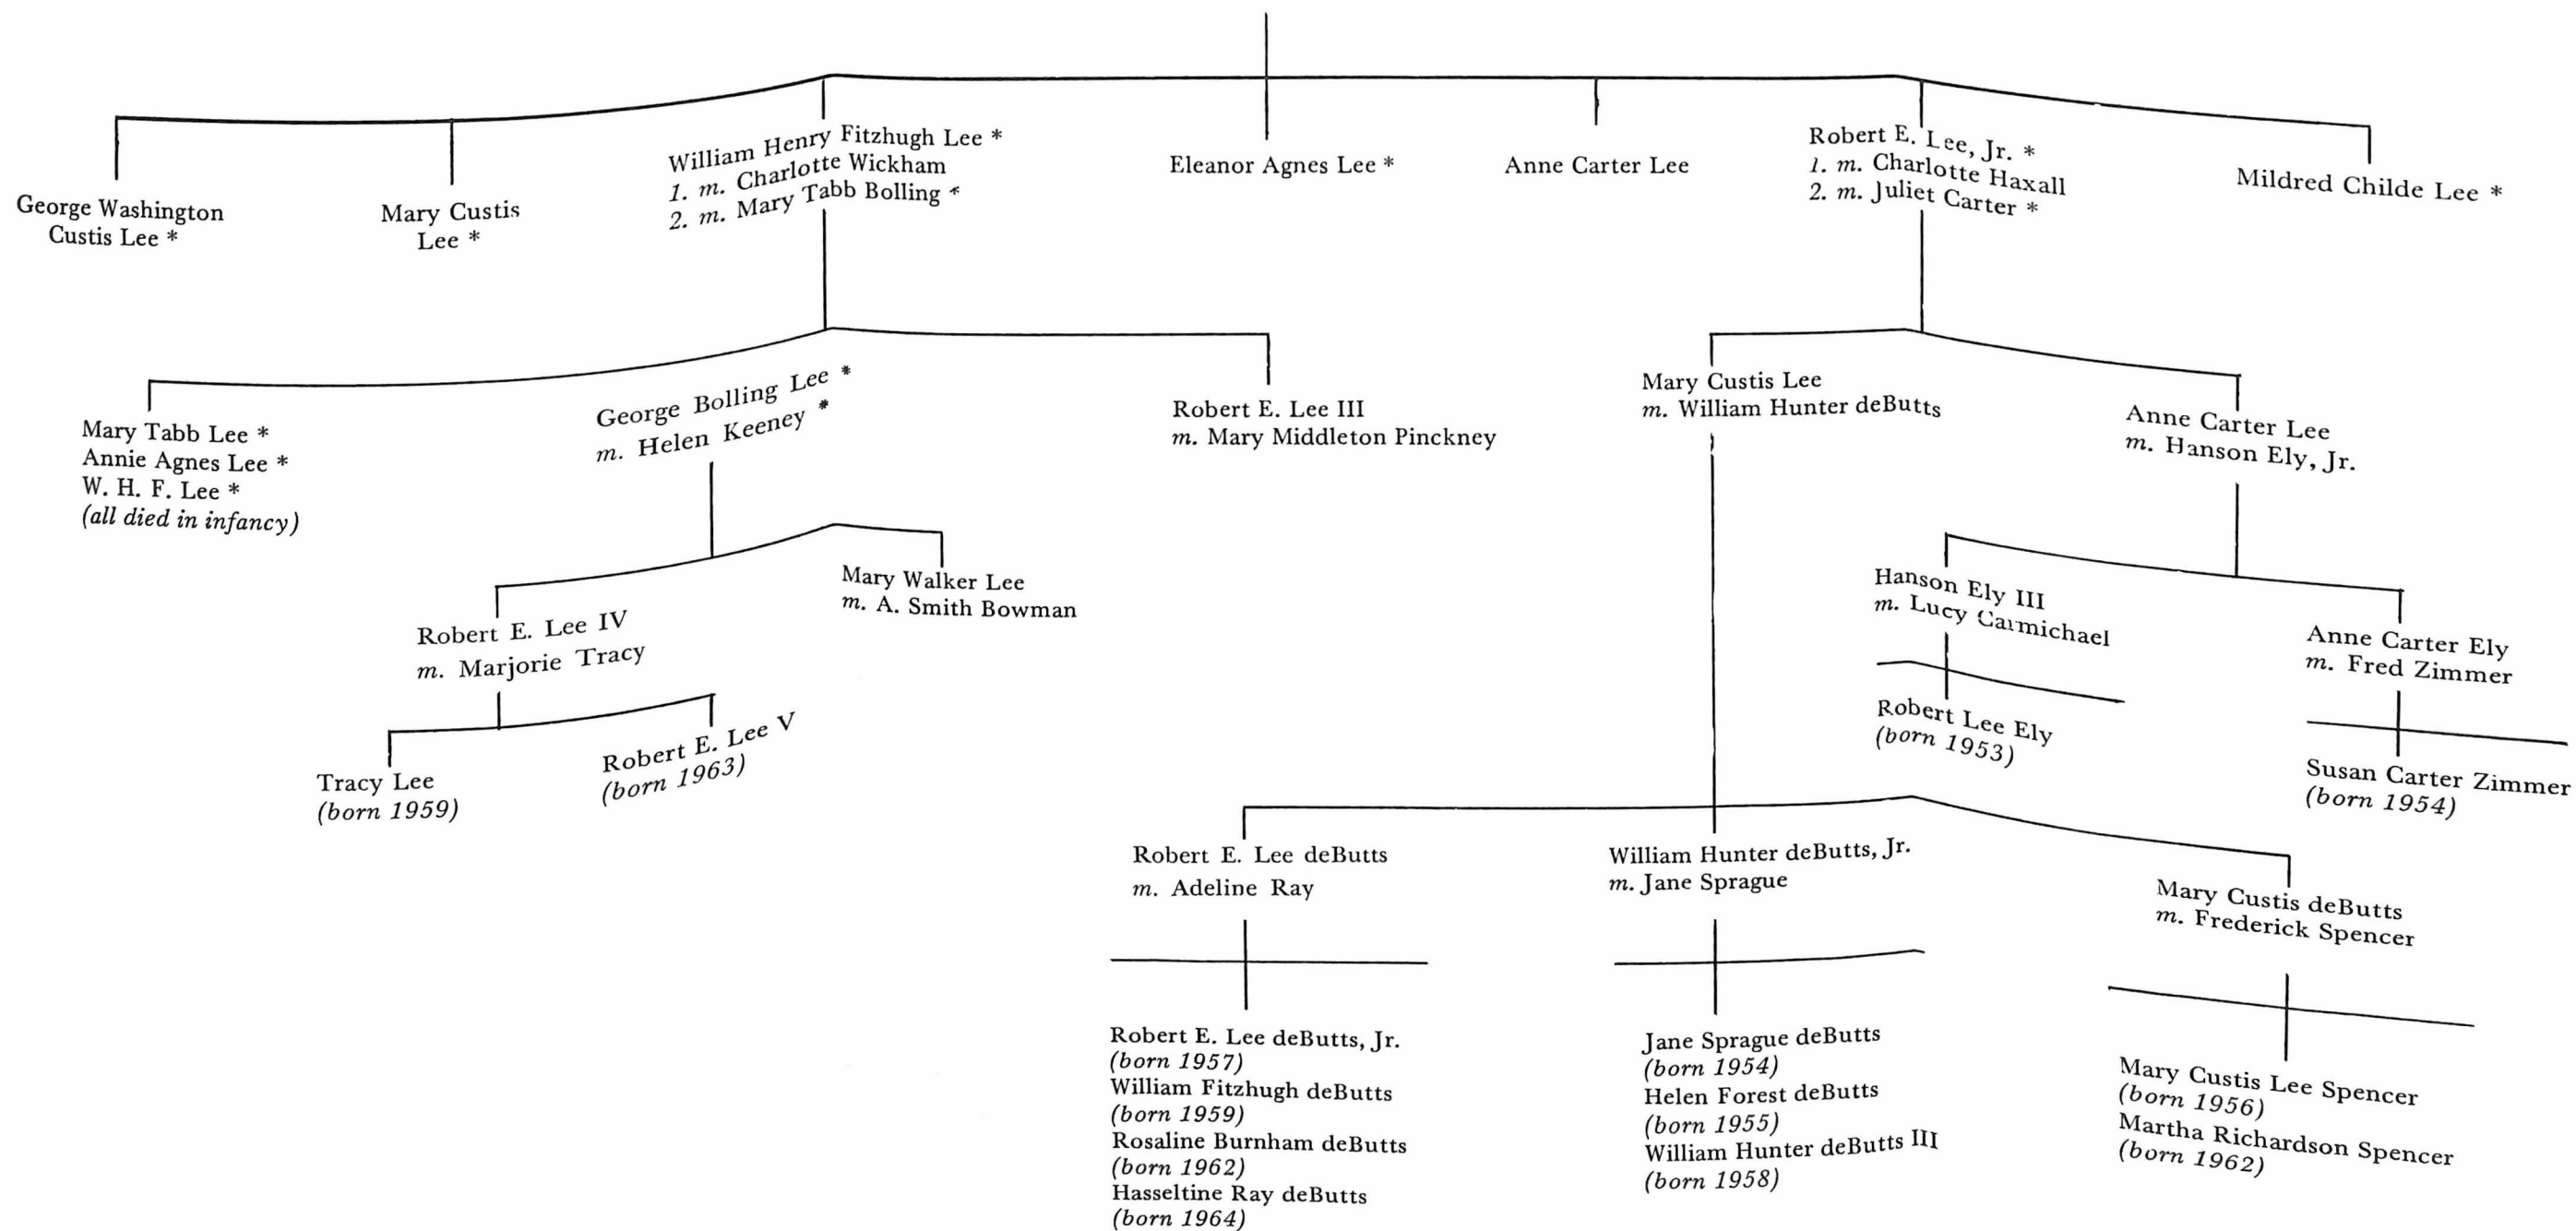 George Washington
Custis Lee *
Mary Custis
Lee *
William Henry Fitzhugh Lee *
1. m. Charlotte Wickham
2. m. Mary Tabb Bolling *
Eleanor Agnes Lee *
Anne Carter Lee
Robert E. Lee, Jr. *
1. m. Charlotte Haxall
2. m. Juliet Carter *
Mildred Childe Lee *
Mary Tabb Lee *
Annie Agnes Lee *
W. H. F. Lee *
(all died in infancy)
George Bolling Lee *
m. Helen Keeney *
Robert E. Lee III
m. Mary Middleton Pinckney
Mary Custis Lee
m. William Hunter deButts
Anne Carter Lee
m. Hanson Ely, Jr.
Robert E. Lee IV
m. Marjorie Tracy
Mary Walker Lee
m. A. Smith Bowman
Hanson Ely III
m. Lucy Carmichael
Anne Carter Ely
m. Fred Zimmer
Tracy Lee
(born 1959)
Robert E. Lee V
(born 1963)
Robert Lee Ely
(born 1953)
Susan Carter Zimmer
(born 1954)
Robert E. Lee deButts
m. Adeline Ray
William Hunter deButts, Jr.
m. Jane Sprague
Mary Custis deButts
m. Frederick Spencer
Robert E. Lee deButts, Jr.
(born 1957)
William Fitzhugh deButts
(born 1959)
Rosaline Burnham deButts
(born 1962)
Hasseltine Ray deButts
(born 1964)
Jane Sprague deButts
(born 1954)
Helen Forest deButts
(born 1955)
William Hunter deButts III
(born 1958)
Mary Custis Lee Spencer
(born 1956)
Martha Richardson Spencer
(born 1962)